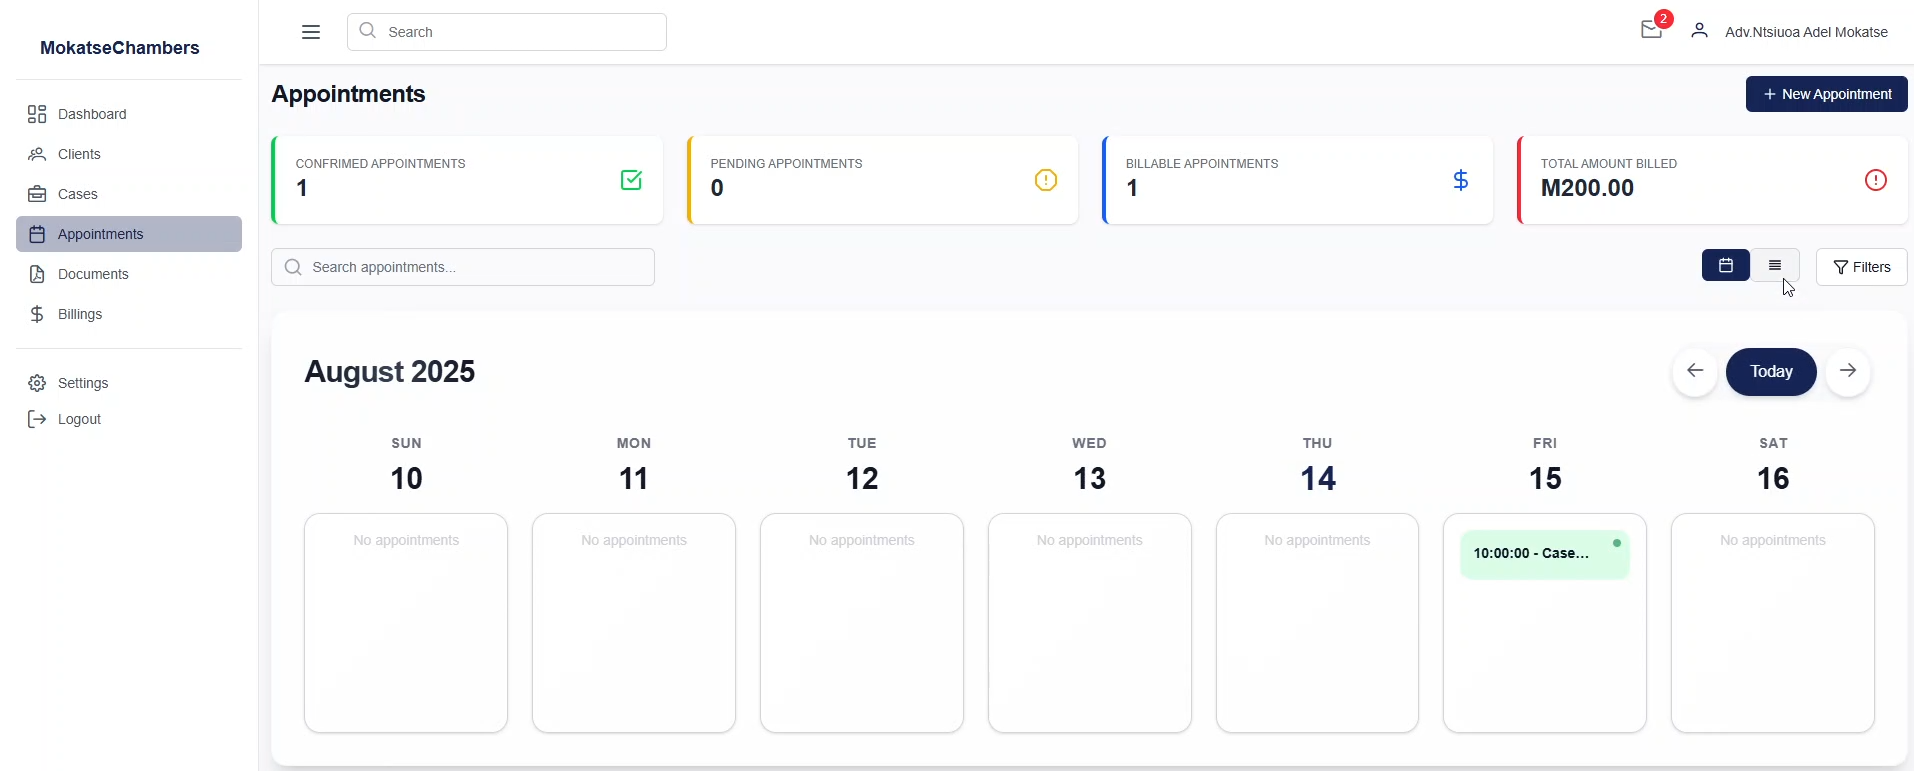 MokatseChambers
Search
2
Adv.Ntsiuoa Adel Mokatse
Dashboard
Clients
Cases
Appointments
Documents
Billings
Settings
Logout
Appointments
+ New Appointment
CONFRIMED APPOINTMENTS
1
PENDING APPOINTMENTS
0
BILLABLE APPOINTMENTS
1
TOTAL AMOUNT BILLED
M200.00
Search appointments...
Filters
August 2025
Today
SUN MON TUE WED THU FRI SAT
10 11 12 13 14 15 16
No appointments No appointments No appointments No appointments No appointments 10:00:00 - Case... No appointments